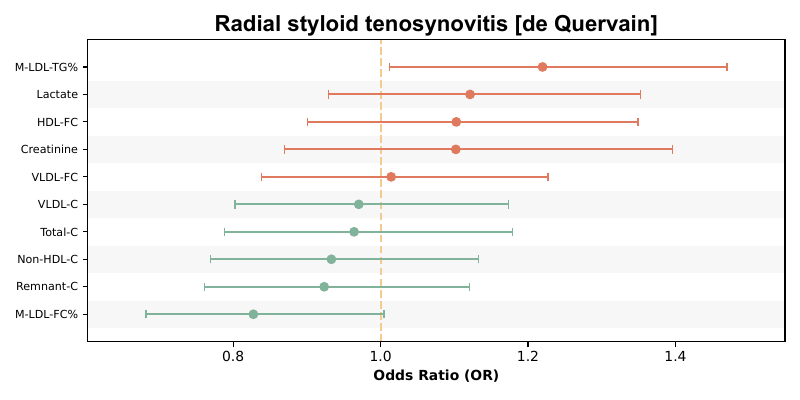 Radial styloid tenosynovitis [de Quervain]
M-LDL-TG%
Lactate
HDL-FC
Creatinine
VLDL-FC
VLDL-C
Total-C
Non-HDL-C
Remnant-C
M-LDL-FC%
0.8 1.0 1.2 1.4
Odds Ratio (OR)